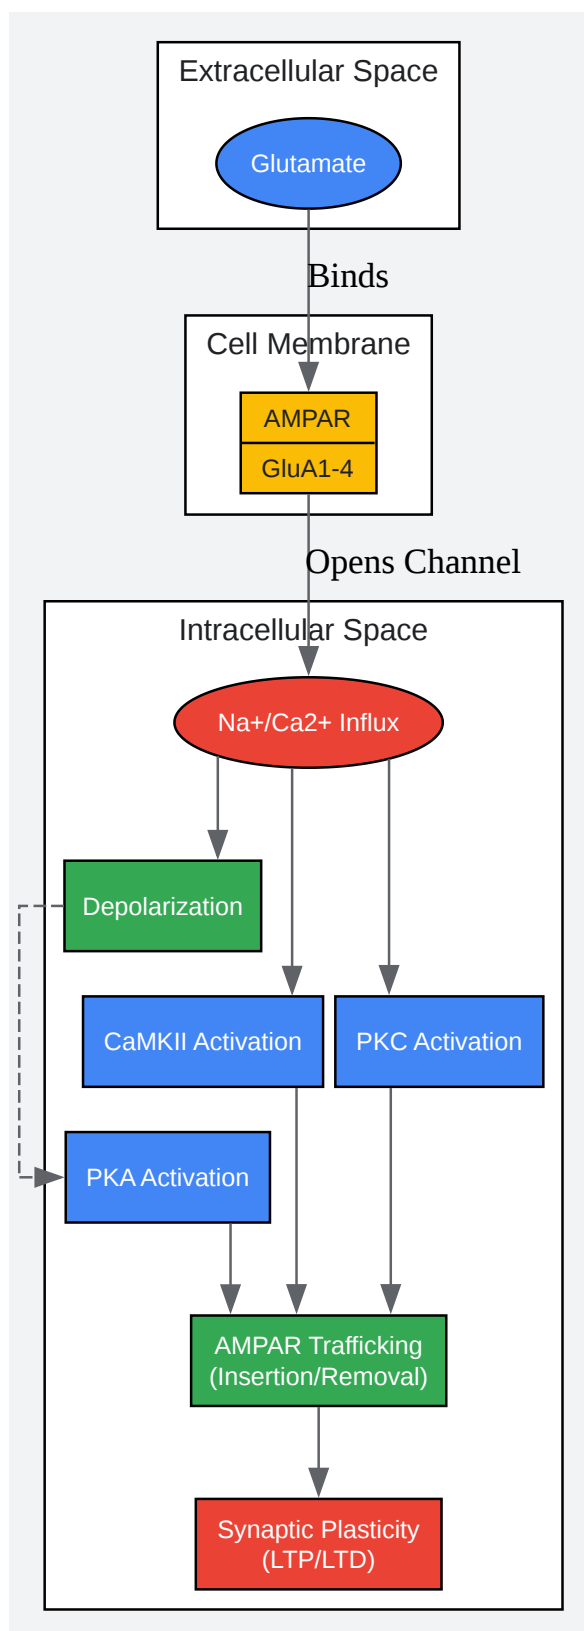 Extracellular Space
Glutamate
Binds
Cell Membrane
AMPAR
GluA1-4
Opens Channel
Intracellular Space
Na+/Ca2+ Influx
Depolarization
CaMKII Activation
PKC Activation
PKA Activation
AMPAR Trafficking
(Insertion/Removal)
Synaptic Plasticity
(LTP/LTD)